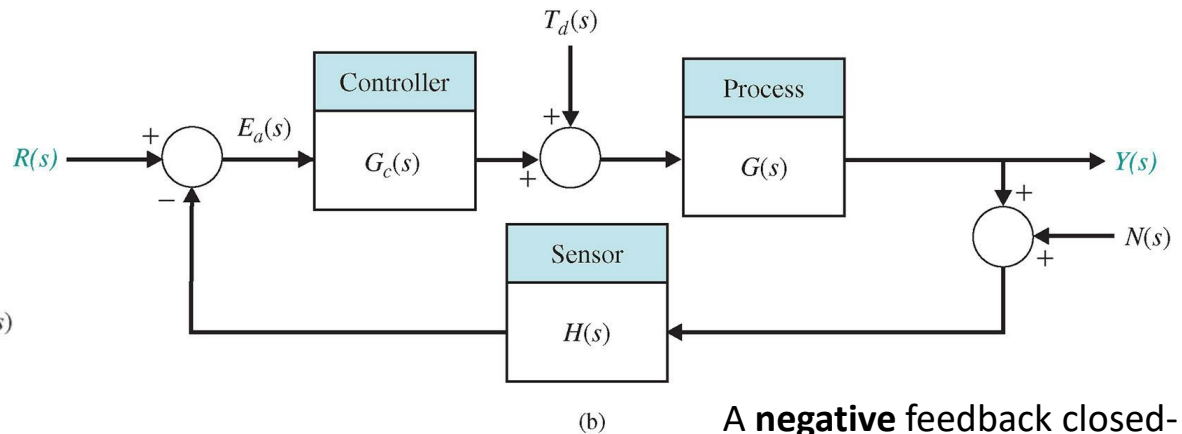 T_d(s)
Controller
Process
+
E_a(s)
+
R(s)
G_c(s)
+
G(s)
Y(s)
−
+
Sensor
N(s)
+
s)
H(s)
(b)
A negative feedback closed-